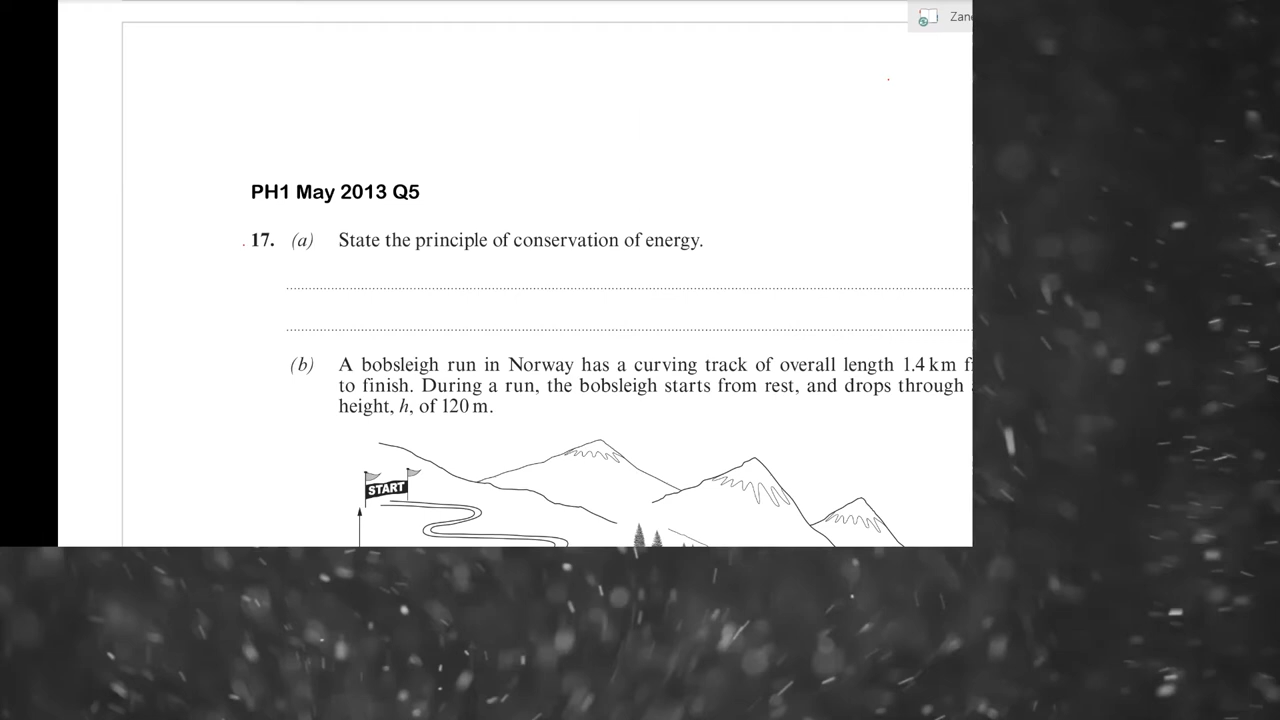 Zan
PH1 May 2013 Q5
17. (a) State the principle of conservation of energy.
(b) A bobsleigh run in Norway has a curving track of overall length 1.4 km f
to finish. During a run, the bobsleigh starts from rest, and drops through
height, h, of 120 m.
START